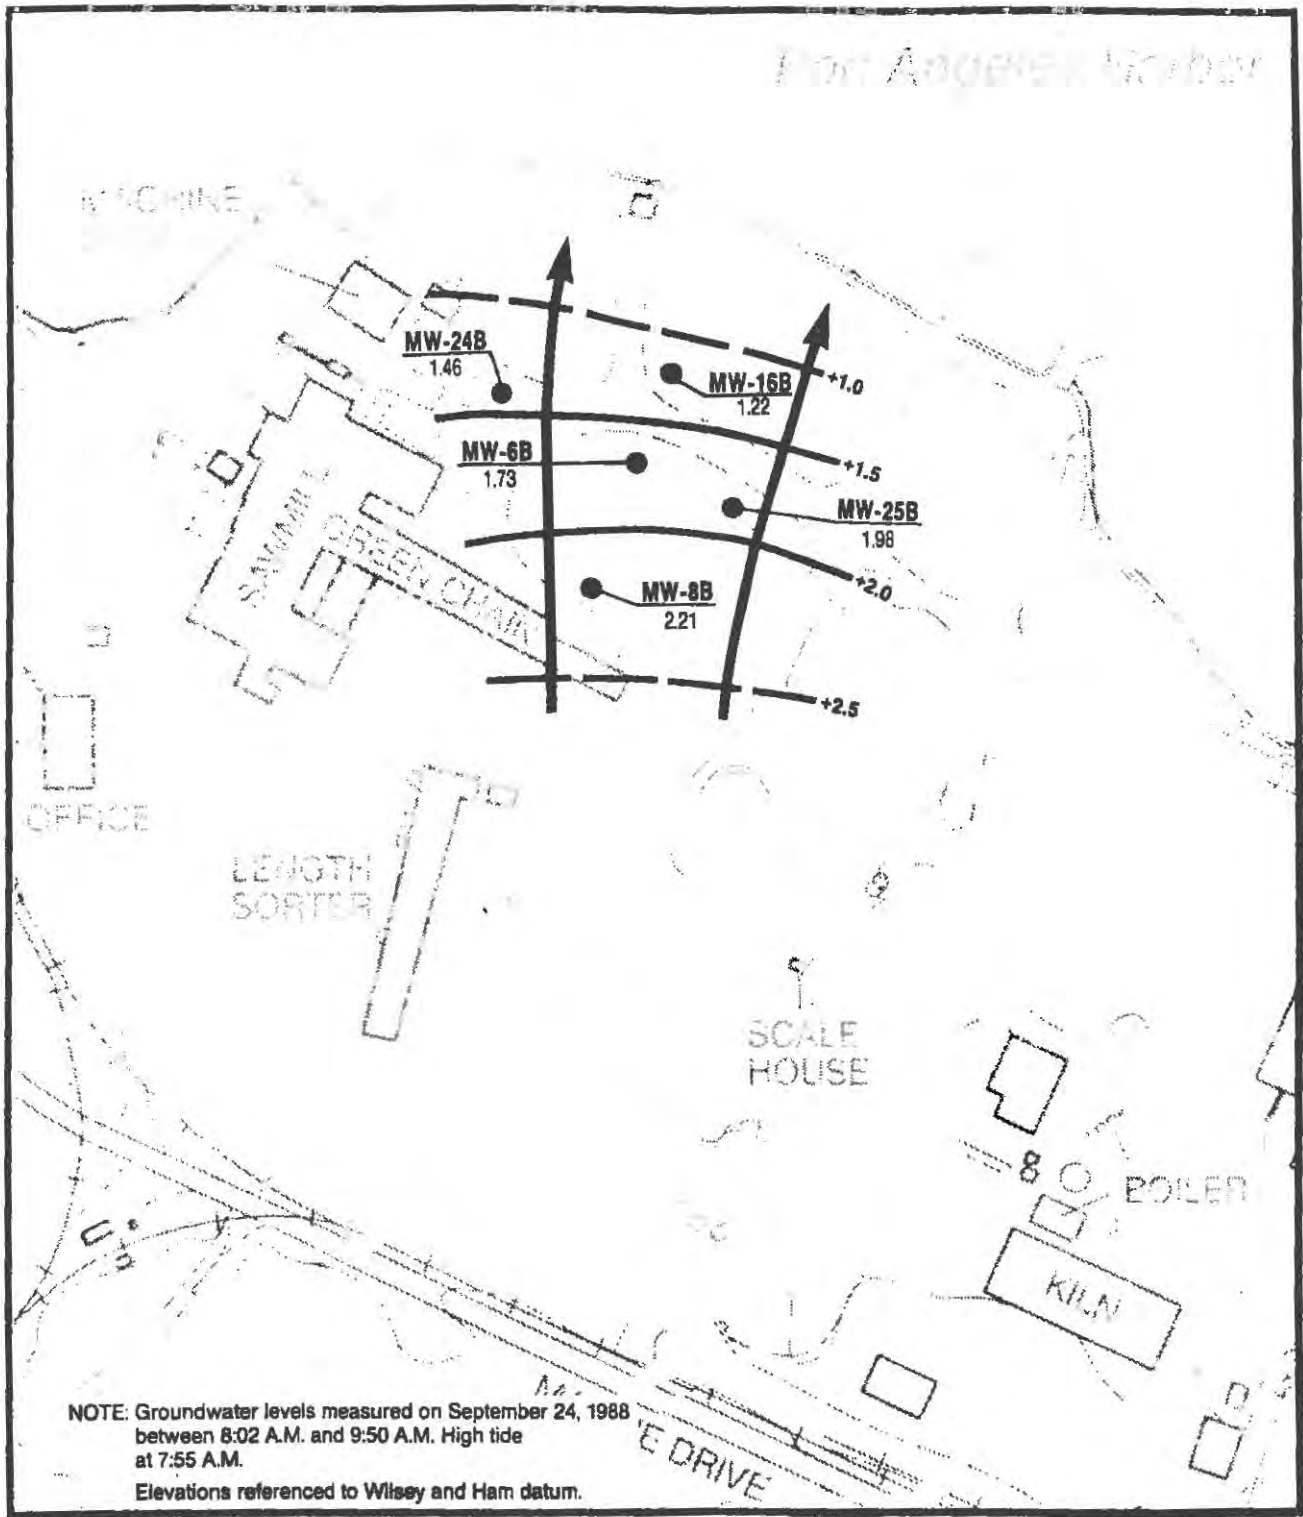 Port Angeles Harbor
MACHINE
MW-24B
1.46
MW-16B
1.22
+1.0
MW-6B
1.73
+1.5
MW-25B
1.98
SAWMILL
GREEN CHAIN
MW-8B
2.21
+2.0
+2.5
OFFICE
LENGTH
SORTER
SCALE
HOUSE
8
BOILER
KILN
NOTE: Groundwater levels measured on September 24, 1988
between 8:02 A.M. and 9:50 A.M. High tide
at 7:55 A.M.
Elevations referenced to Wilsey and Ham datum.
DRIVE